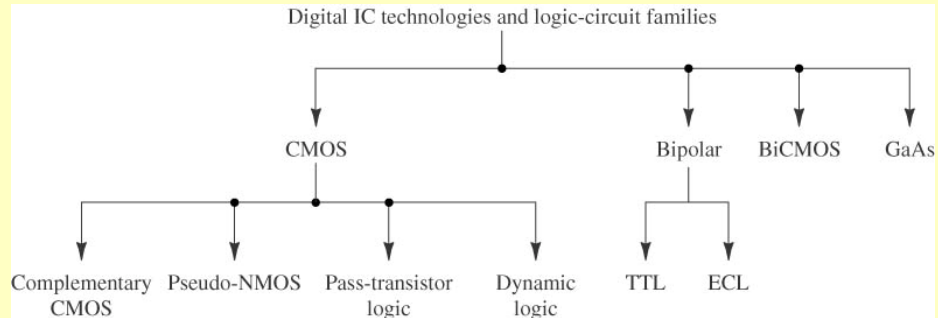 Digital IC technologies and logic-circuit families
CMOS
Bipolar
BiCMOS
GaAs
Complementary
CMOS
Pseudo-NMOS
Pass-transistor
logic
Dynamic
logic
TTL
ECL